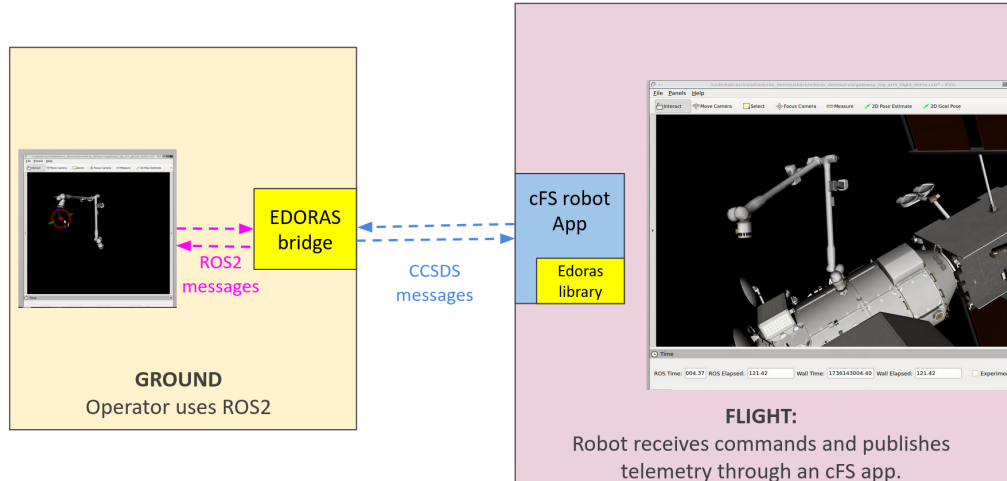 EDORAS
bridge
ROS2
messages
CCSDS
messages
GROUND
Operator uses ROS2
cFS robot
App
Edoras
library
File Panels Help
Interact Move Camera Select Focus Camera Measure 2D Pose Estimate 2D Goal Pose
Time
ROS Time: 004.37 ROS Elapsed: 121.42 Wall Time: 1736143004.40 Wall Elapsed: 121.42 Experime
FLIGHT:
Robot receives commands and publishes
telemetry through an cFS app.